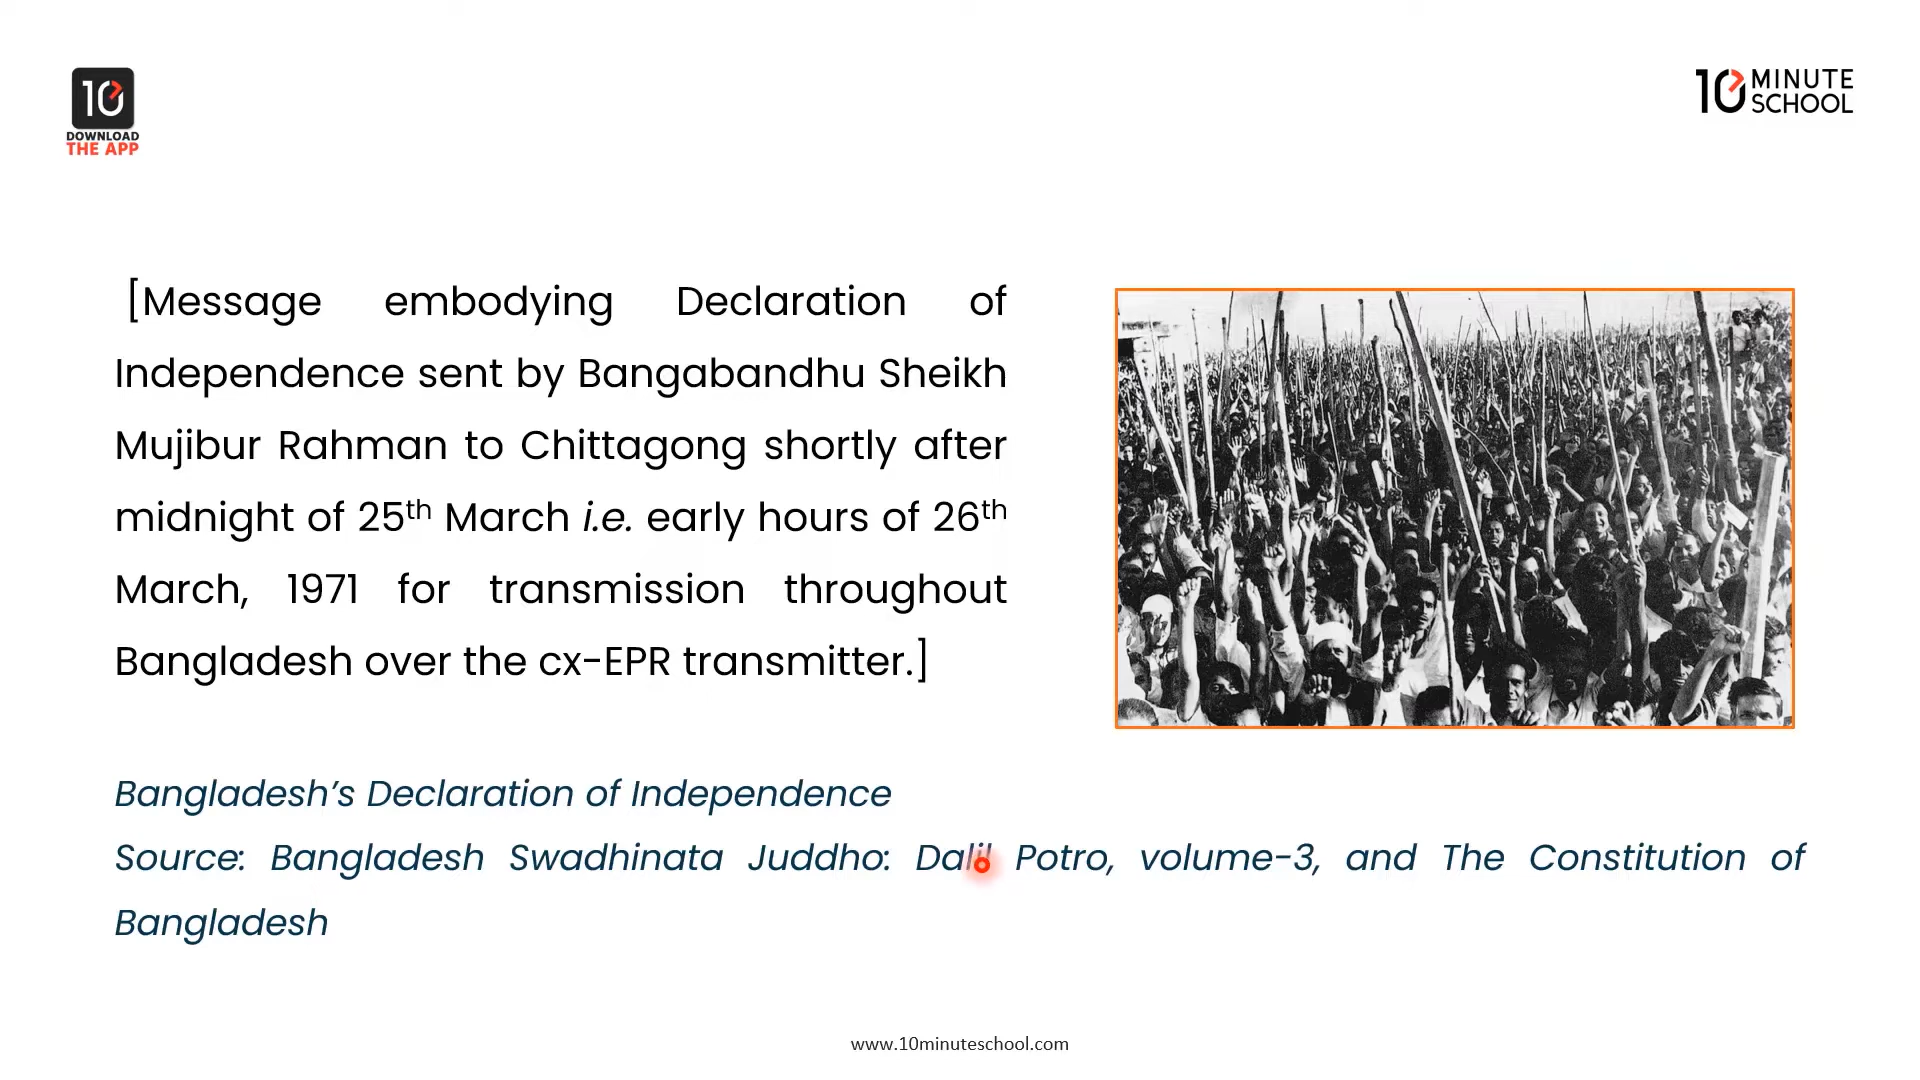 10
DOWNLOAD
THE APP
10 MINUTE
SCHOOL
[Message embodying Declaration of
Independence sent by Bangabandhu Sheikh
Mujibur Rahman to Chittagong shortly after
midnight of 25th March i.e. early hours of 26th
March, 1971 for transmission throughout
Bangladesh over the cx-EPR transmitter.]
Bangladesh’s Declaration of Independence
Source: Bangladesh Swadhinata Juddho: Dalil Potro, volume-3, and The Constitution of
Bangladesh
www.10minuteschool.com